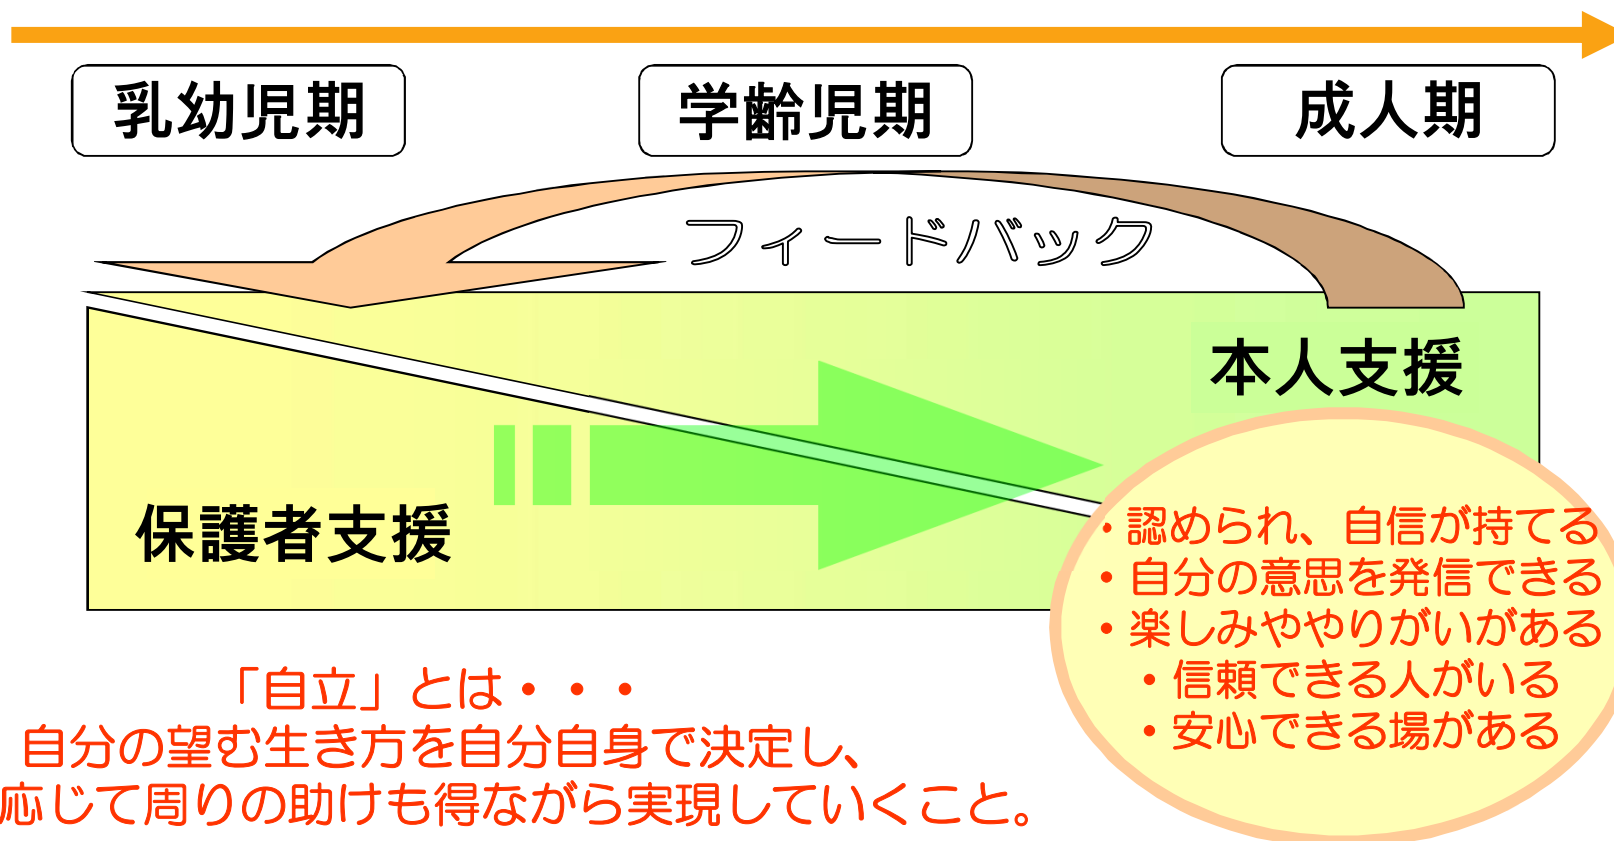 乳幼児期
学齢児期
成人期
フィードバック
本人支援
保護者支援
・認められ、自信が持てる
・自分の意思を発信できる
・楽しみややりがいがある
・信頼できる人がいる
・安心できる場がある
「自立」とは・・・
自分の望む生き方を自分自身で決定し、
応じて周りの助けも得ながら実現していくこと。